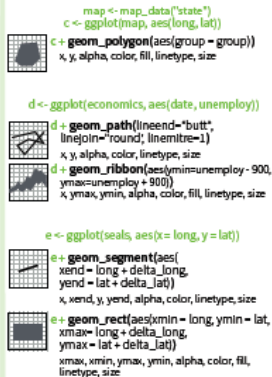 map <- map_data("state")
c <- ggplot(map, aes(long, lat))
c + geom_polygon(aes(group = group))
x, y, alpha, color, fill, linetype, size
d <- ggplot(economics, aes(date, unemploy))
d + geom_path(lineend="butt",
linejoin="round', linemitre=1)
x, y, alpha, color, linetype, size
d + geom_ribbon(aes(ymin=unemploy - 900,
ymax=unemploy + 900))
x, ymax, ymin, alpha, color, fill, linetype, size
e <- ggplot(seals, aes(x = long, y = lat))
e + geom_segment(aes(
xend = long + delta_long,
yend = lat + delta_lat))
x, xend, y, yend, alpha, color, linetype, size
e + geom_rect(aes(xmin = long, ymin = lat,
xmax= long + delta_long,
ymax = lat + delta_lat))
xmax, xmin, ymax, ymin, alpha, color, fill,
linetype, size